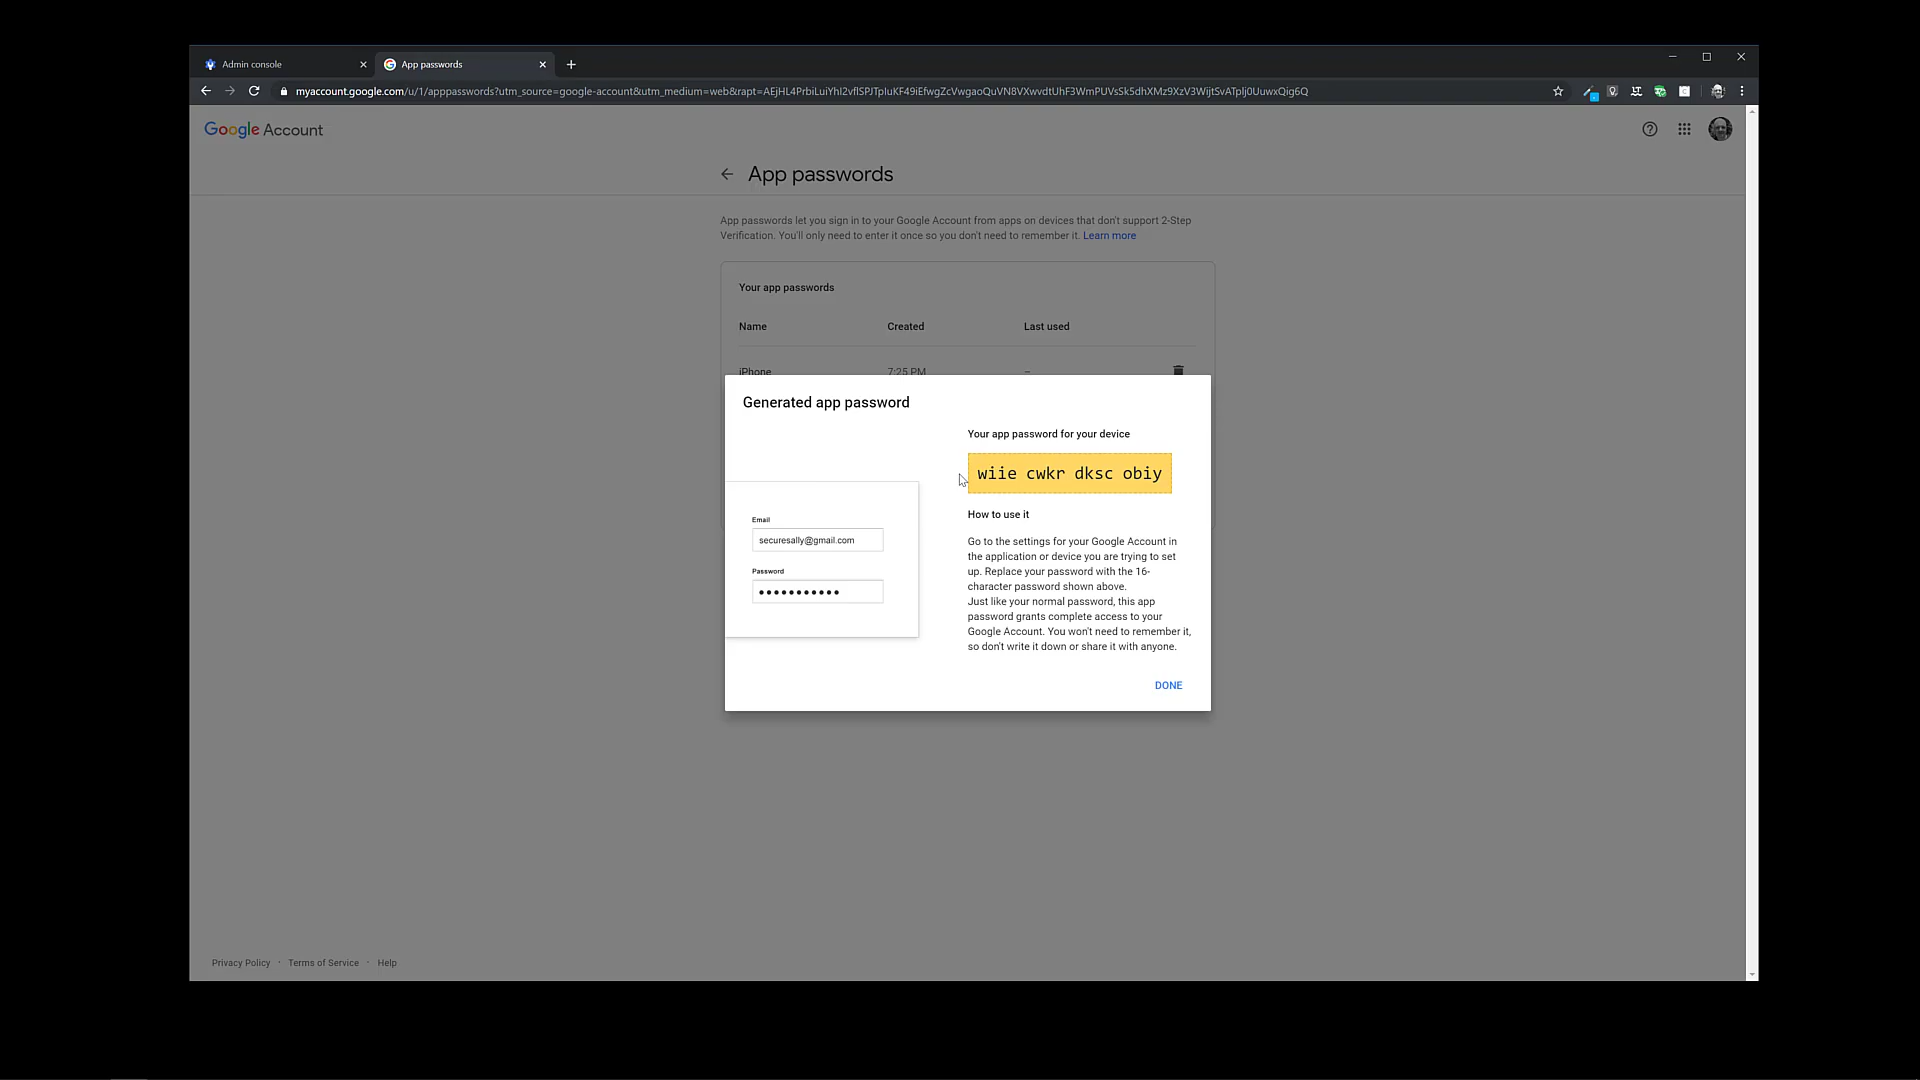 Admin console
App passwords
myaccount.google.com/u/1/apppasswords?utm_source=google-account&utm_medium=web&rapt=
Google Account
App passwords
App passwords let you sign in to your Google Account from apps on devices that don't support 2-Step
Verification. You'll only need to enter it once so you don't need to remember it. Learn more
Your app passwords
Name Created Last used
iPhone 7:25 PM –
Generated app password
Your app password for your device
wiie cwkr dksc obiy
Email
securesally@gmail.com
Password
How to use it
Go to the settings for your Google Account in
the application or device you are trying to set
up. Replace your password with the 16-
character password shown above.
Just like your normal password, this app
password grants complete access to your
Google Account. You won't need to remember it,
so don't write it down or share it with anyone.
DONE
Privacy Policy · Terms of Service · Help